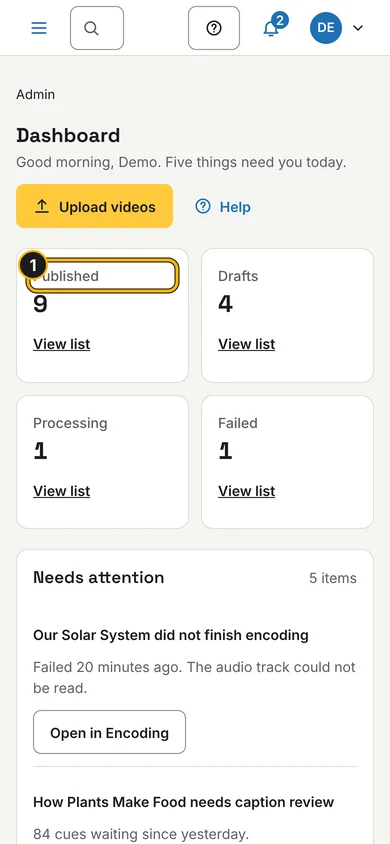 2
DE
Admin
Dashboard
Good morning, Demo. Five things need you today.
Upload videos
Help
1
Published
9
View list
Drafts
4
View list
Processing
1
View list
Failed
1
View list
Needs attention
5 items
Our Solar System did not finish encoding
Failed 20 minutes ago. The audio track could not
be read.
Open in Encoding
How Plants Make Food needs caption review
84 cues waiting since yesterday.